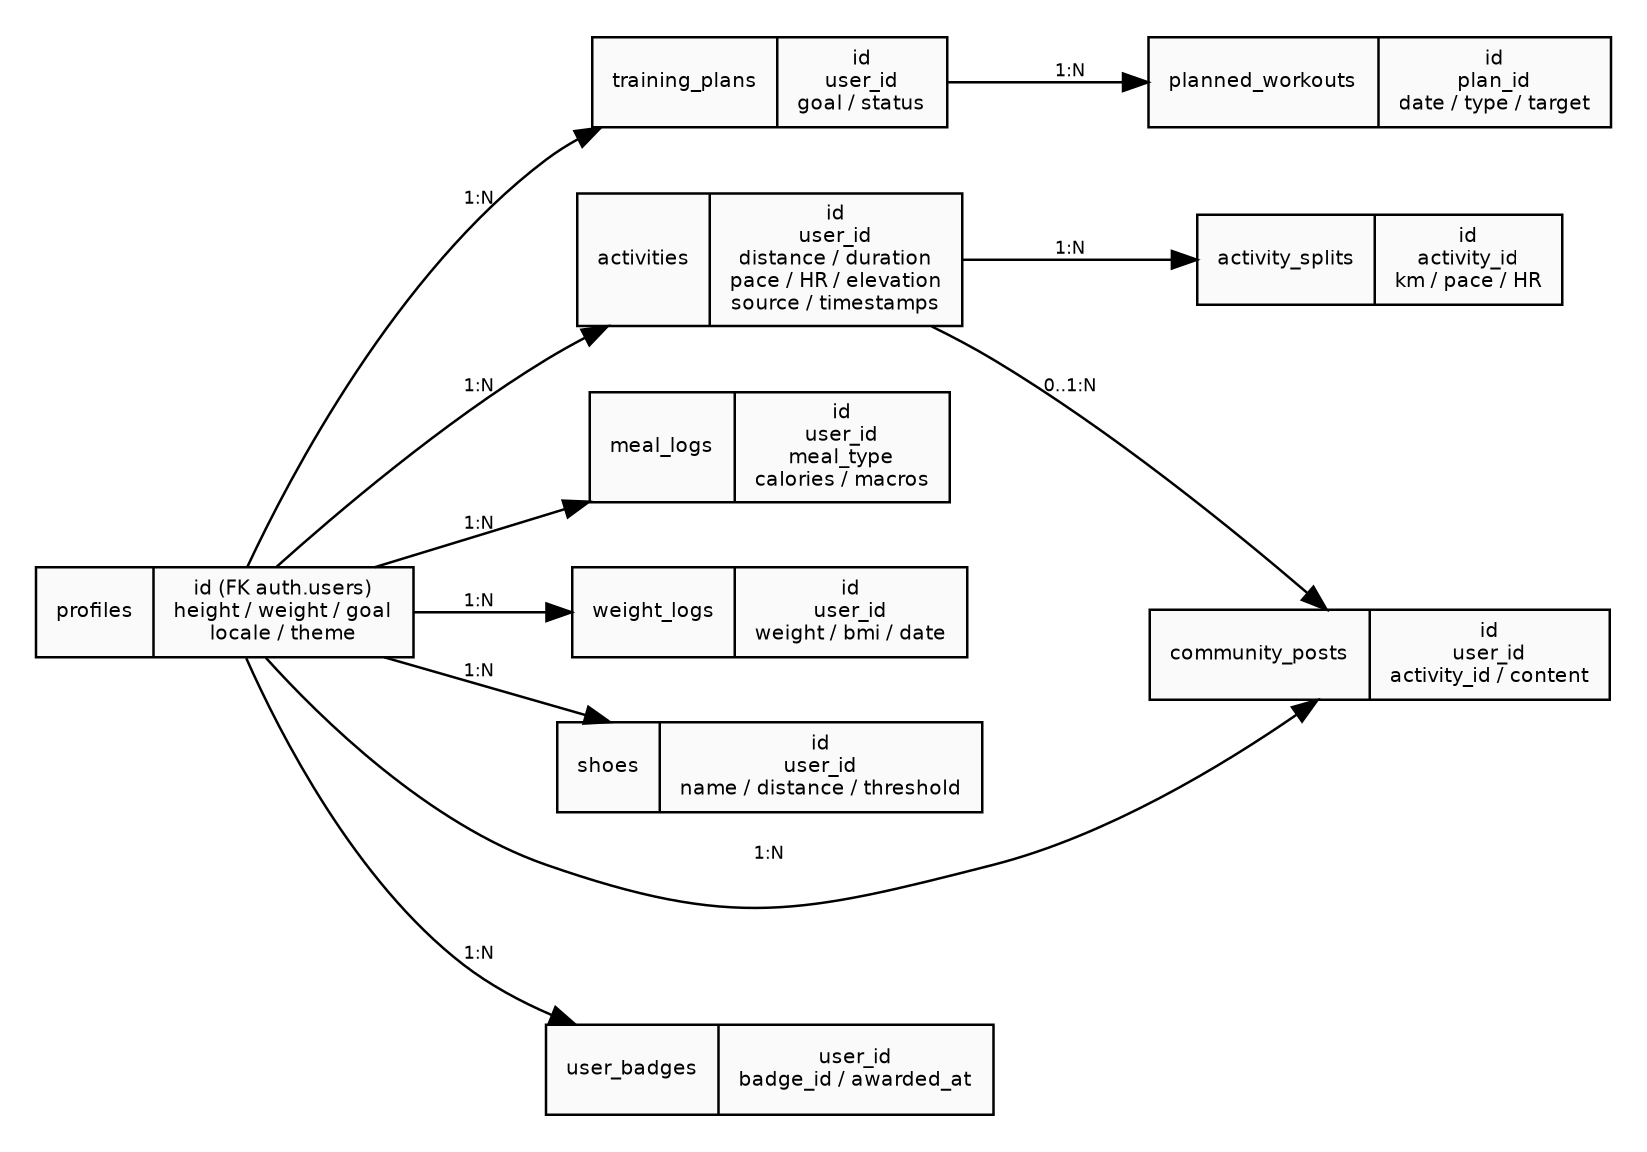 training_plans
id
user_id
goal / status
1:N
planned_workouts
id
plan_id
date / type / target
1:N
activities
id
user_id
distance / duration
pace / HR / elevation
source / timestamps
1:N
activity_splits
id
activity_id
km / pace / HR
1:N
0..1:N
meal_logs
id
user_id
meal_type
calories / macros
1:N
profiles
id (FK auth.users)
height / weight / goal
locale / theme
1:N
weight_logs
id
user_id
weight / bmi / date
community_posts
id
user_id
activity_id / content
1:N
shoes
id
user_id
name / distance / threshold
1:N
1:N
user_badges
user_id
badge_id / awarded_at